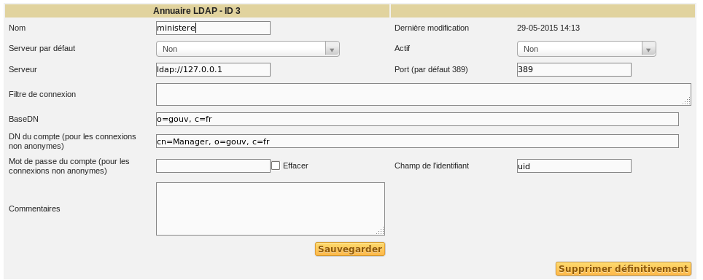 Annuaire LDAP - ID 3
Nom ministere Dernière modification 29-05-2015 14:13
Serveur par défaut Non Actif Non
Serveur ldap://127.0.0.1 Port (par défaut 389) 389
Filtre de connexion
BaseDN o=gouv, c=fr
DN du compte (pour les connexions
non anonymes) cn=Manager, o=gouv, c=fr
Mot de passe du compte (pour les
connexions non anonymes) Effacer Champ de l'identifiant uid
Commentaires
Sauvegarder
Supprimer définitivement